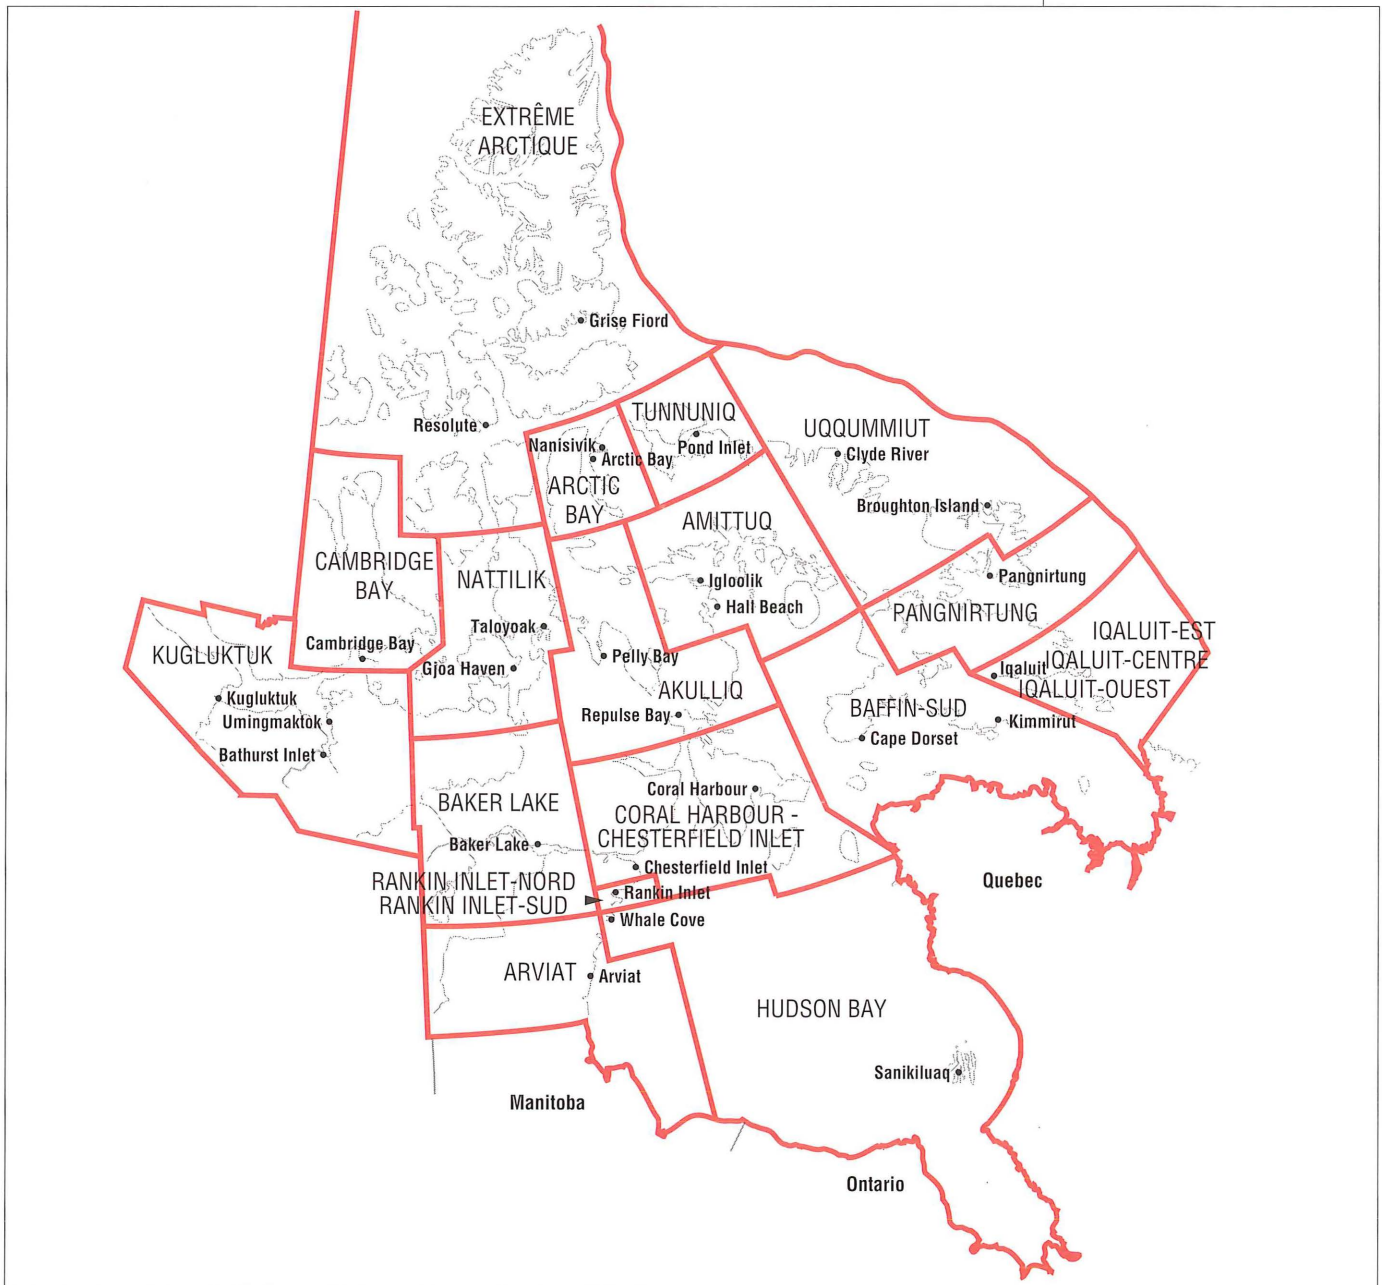 EXTRÊME
ARCTIQUE
Grise Fiord
Resolute
TUNNUNIQ
Pond Inlet
Nanisivik
Arctic Bay
ARCTIC
BAY
UQQUMMIUT
Clyde River
Broughton Island
AMITTUQ
Igloolik
Hall Beach
CAMBRIDGE
BAY
Cambridge Bay
NATTILIK
Taloyoak
Gjoa Haven
Pangnirtung
PANGNIRTUNG
IQALUIT-EST
IQALUIT-CENTRE
IQALUIT-OUEST
Iqaluit
KUGLUKTUK
Kugluktuk
Umingmaktok
Bathurst Inlet
Pelly Bay
AKULLIQ
Repulse Bay
BAFFIN-SUD
Kimmirut
Cape Dorset
BAKER LAKE
Baker Lake
Coral Harbour
CORAL HARBOUR -
CHESTERFIELD INLET
Chesterfield Inlet
RANKIN INLET-NORD
RANKIN INLET-SUD
Rankin Inlet
Whale Cove
Quebec
ARVIAT
Arviat
HUDSON BAY
Sanikiluaq
Manitoba
Ontario